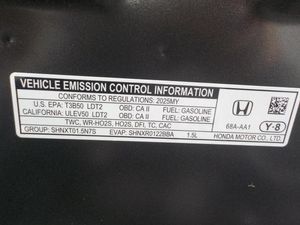 VEHICLE EMISSION CONTROL INFORMATION
CONFORMS TO REGULATIONS: 2025MY
U.S. EPA: T3B50 LDT2 OBD: CA II FUEL: GASOLINE
CALIFORNIA: ULEV50 LDT2 OBD: CA II FUEL: GASOLINE
TWC, WR-HO2S, HO2S, DFI, TC, CAC
GROUP: SHNXT01.5N7S EVAP: SHNXR0122BBA 1.5L
68A-AA1 Y-8
HONDA MOTOR CO., LTD.